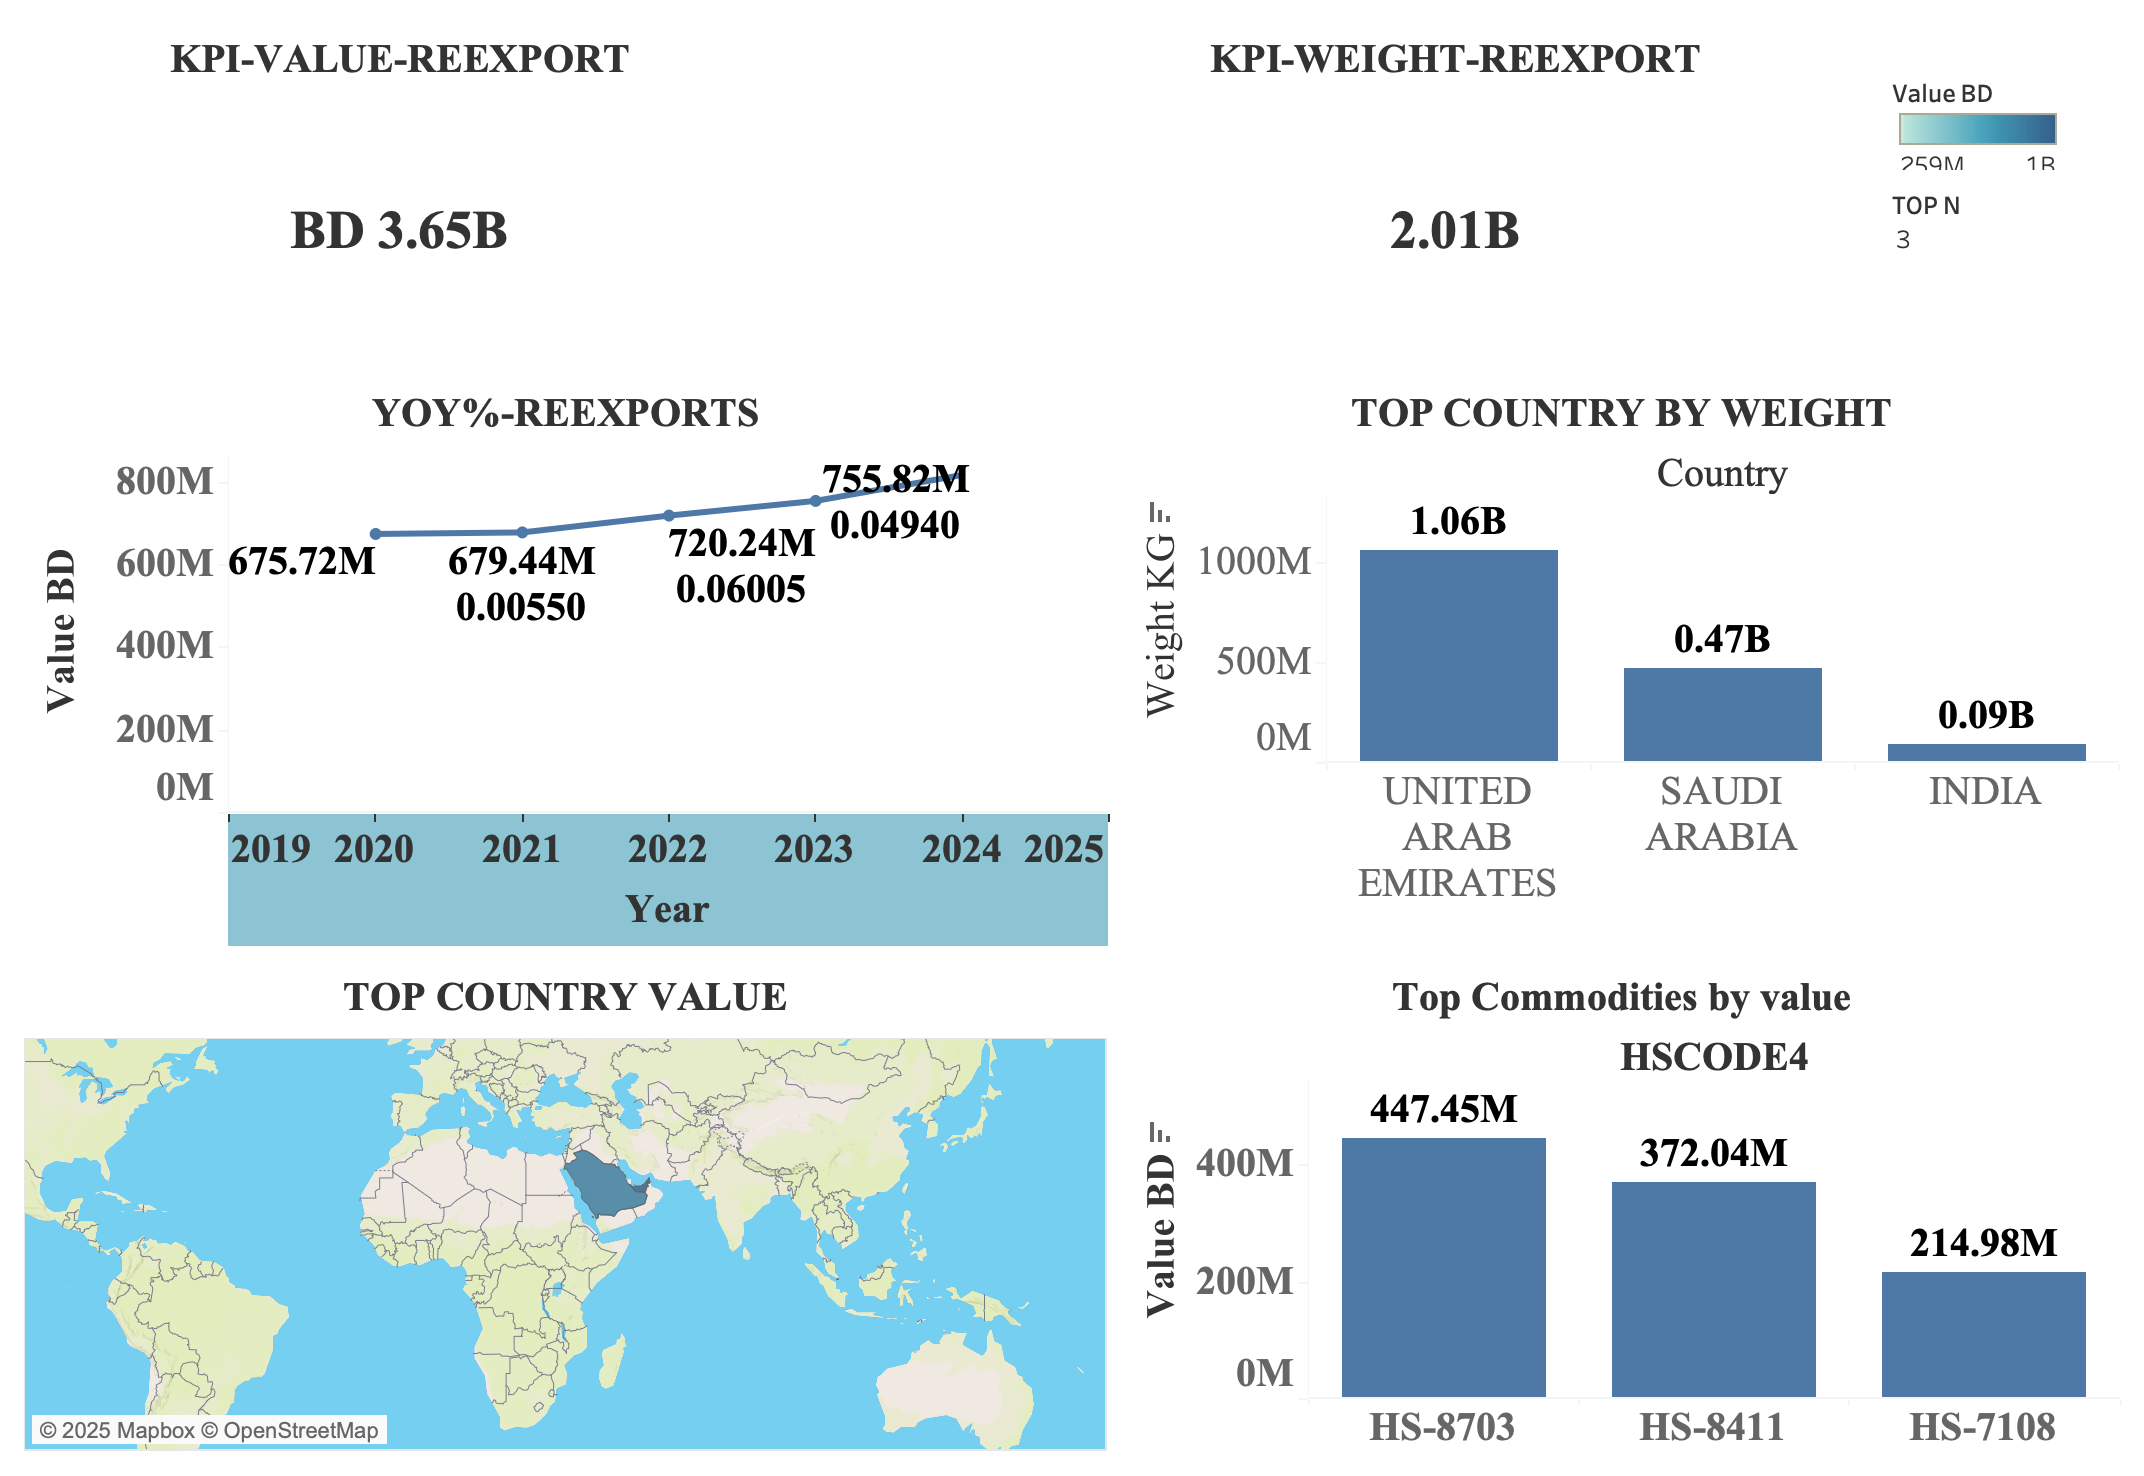 KPI-VALUE-REEXPORT
BD 3.65B
KPI-WEIGHT-REEXPORT
2.01B
Value BD
259M 1B
TOP N
3
YOY%-REEXPORTS
Value BD
800M
600M
400M
200M
0M
675.72M
679.44M
0.00550
720.24M
0.06005
755.82M
0.04940
2019 2020 2021 2022 2023 2024 2025
Year
TOP COUNTRY BY WEIGHT
Country
Weight KG
1000M
500M
0M
1.06B
0.47B
0.09B
UNITED
ARAB
EMIRATES
SAUDI
ARABIA
INDIA
TOP COUNTRY VALUE
© 2025 Mapbox © OpenStreetMap
Top Commodities by value
HSCODE4
Value BD
400M
200M
0M
447.45M
372.04M
214.98M
HS-8703 HS-8411 HS-7108